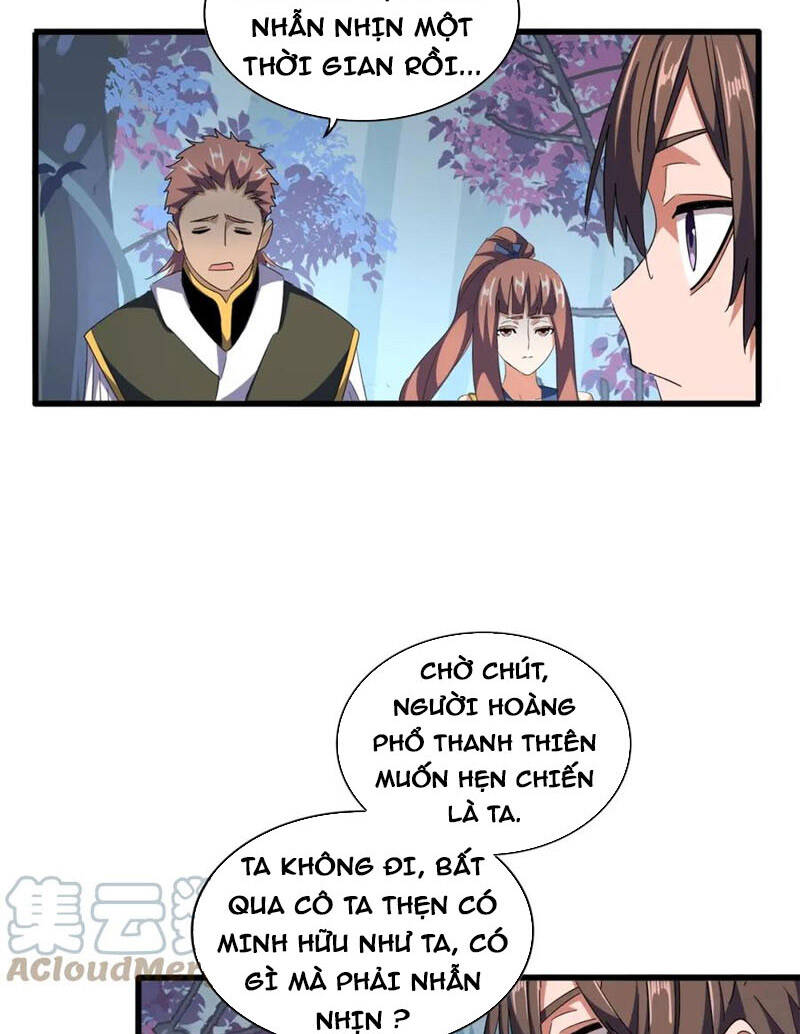 NHẪN NHỊN MỘT
THỜI GIAN RỒI...
CHỜ CHÚT,
NGƯỜI HOÀNG
PHỔ THANH THIÊN
MUỐN HẸN CHIẾN
LÀ TA.
TA KHÔNG ĐI, BẤT
QUA CÔ TA THẸN CÓ
MINH HỮU NHƯ TA, CÓ
GÌ MÀ PHẢI NHẪN
NHỊN ?
集云
ACloudMer